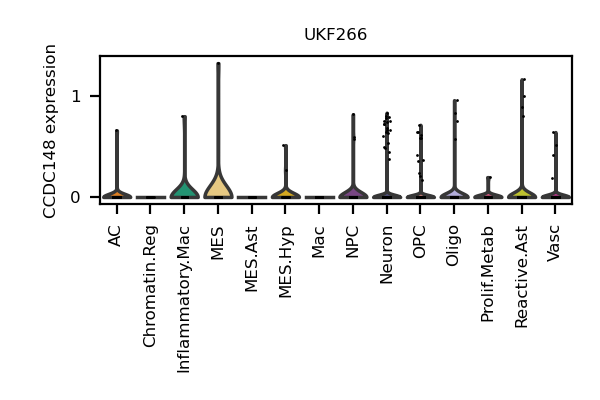 UKF266
CCDC148 expression
1
0
AC
Chromatin.Reg
Inflammatory.Mac
MES
MES.Ast
MES.Hyp
Mac
NPC
Neuron
OPC
Oligo
Prolif.Metab
Reactive.Ast
Vasc